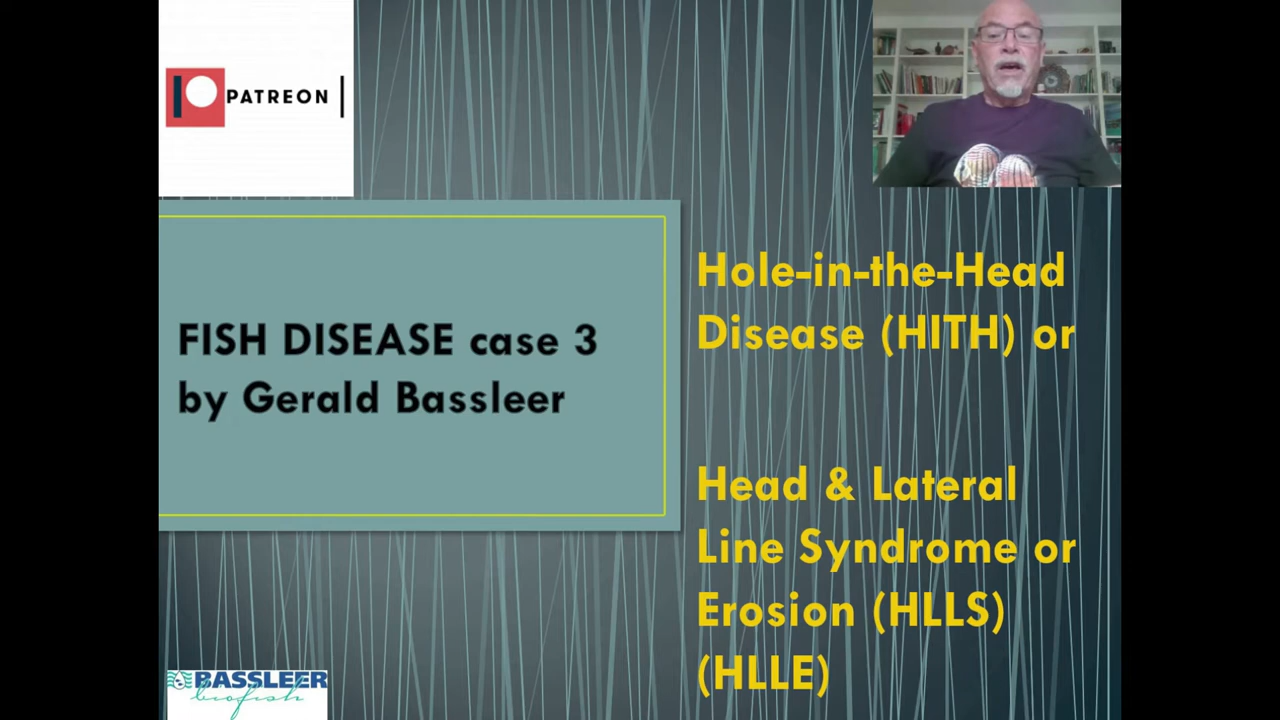 PATREON
FISH DISEASE case 3
by Gerald Bassleer
Hole-in-the-Head
Disease (HITH) or
Head & Lateral
Line Syndrome or
Erosion (HLLS)
(HLLE)
BASSLEER
biofish